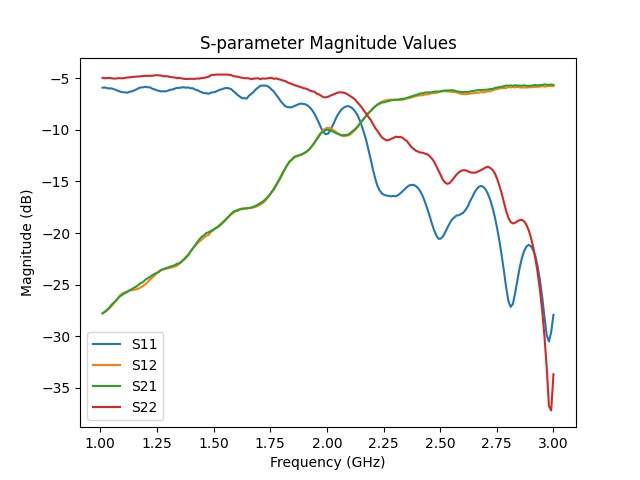 S-parameter Magnitude Values
Magnitude (dB)
−5
−10
−15
−20
−25
−30
−35
S11
S12
S21
S22
1.00 1.25 1.50 1.75 2.00 2.25 2.50 2.75 3.00
Frequency (GHz)